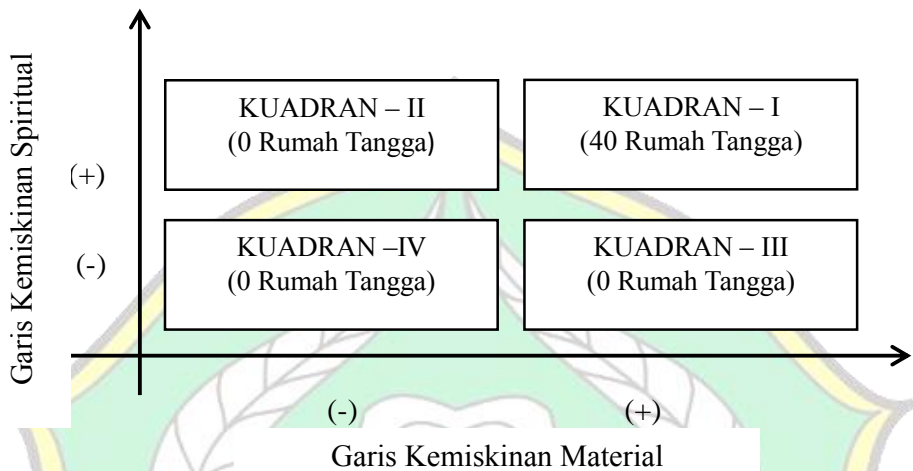 Garis Kemiskinan Spiritual
KUADRAN – II
(0 Rumah Tangga)
KUADRAN – I
(40 Rumah Tangga)
(+)
KUADRAN –IV
(0 Rumah Tangga)
KUADRAN – III
(0 Rumah Tangga)
(-)
(-)
(+)
Garis Kemiskinan Material